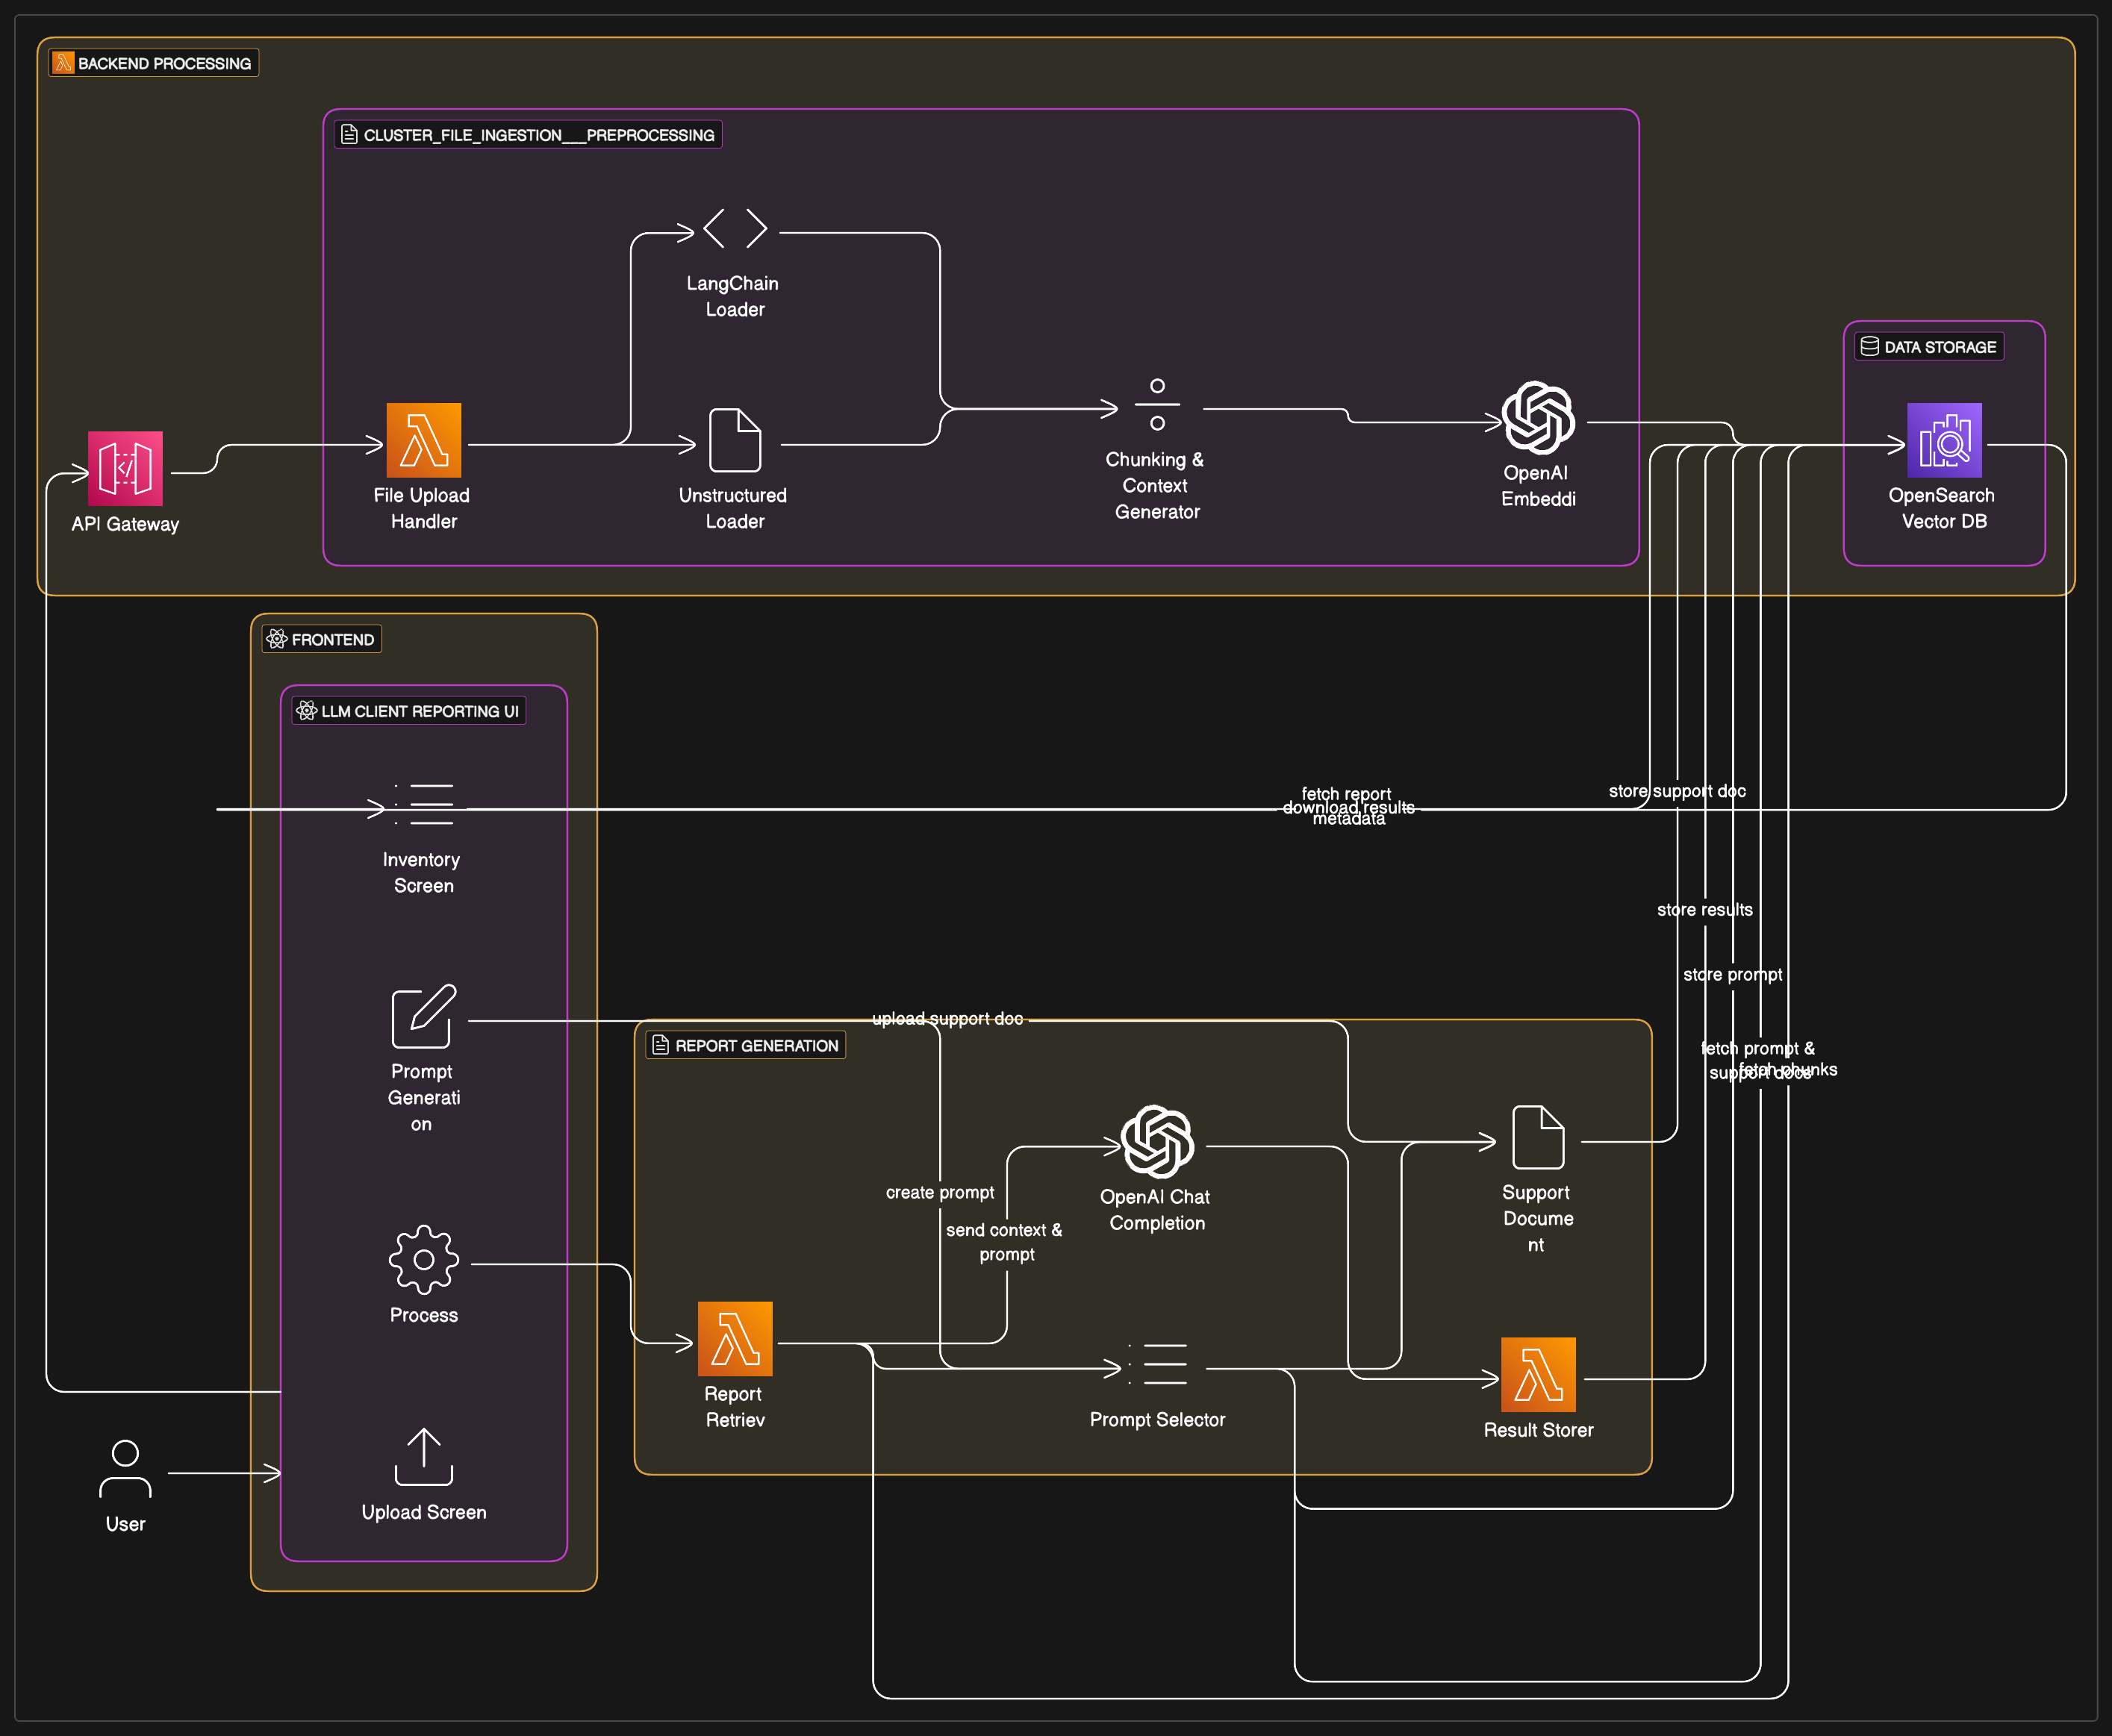 BACKEND PROCESSING
CLUSTER_FILE_INGESTION___PREPROCESSING
LangChain
Loader
DATA STORAGE
API Gateway
File Upload
Handler
Unstructured
Loader
Chunking &
Context
Generator
OpenAI
Embeddi
OpenSearch
Vector DB
FRONTEND
LLM CLIENT REPORTING UI
Inventory
Screen
fetch report
download results
metadata
store support doc
store results
store prompt
Prompt
Generati
on
upload support doc
REPORT GENERATION
fetch prompt &
support docs
fetch
create prompt
send context &
prompt
OpenAI Chat
Completion
Support
Docume
nt
Process
Report
Retriev
Prompt Selector
Result Storer
User
Upload Screen